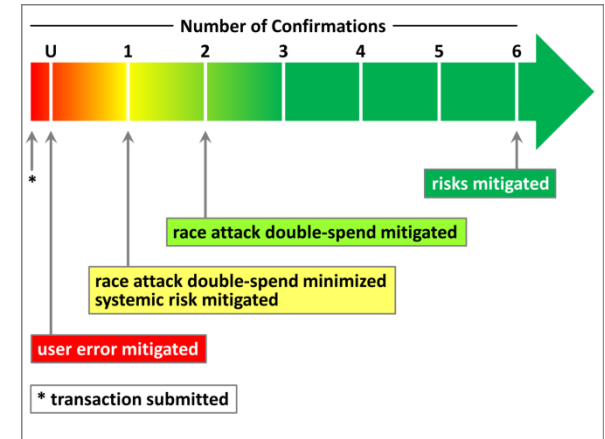 Number of Confirmations
U 1 2 3 4 5 6
*
risks mitigated
race attack double-spend mitigated
race attack double-spend minimized
systemic risk mitigated
user error mitigated
* transaction submitted